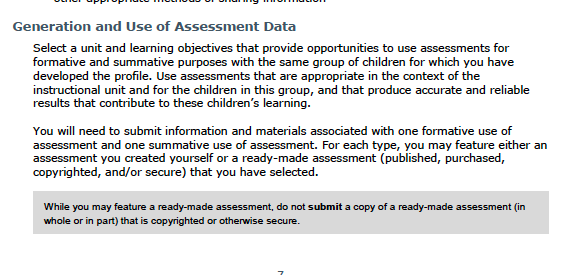 other appropriate methods of sharing information
Generation and Use of Assessment Data
Select a unit and learning objectives that provide opportunities to use assessments for
formative and summative purposes with the same group of children for which you have
developed the profile. Use assessments that are appropriate in the context of the
instructional unit and for the children in this group, and that produce accurate and reliable
results that contribute to these children's learning.
You will need to submit information and materials associated with one formative use of
assessment and one summative use of assessment. For each type, you may feature either an
assessment you created yourself or a ready-made assessment (published, purchased,
copyrighted, and/or secure) that you have selected.
While you may feature a ready-made assessment, do not submit a copy of a ready-made assessment (in
whole or in part) that is copyrighted or otherwise secure.